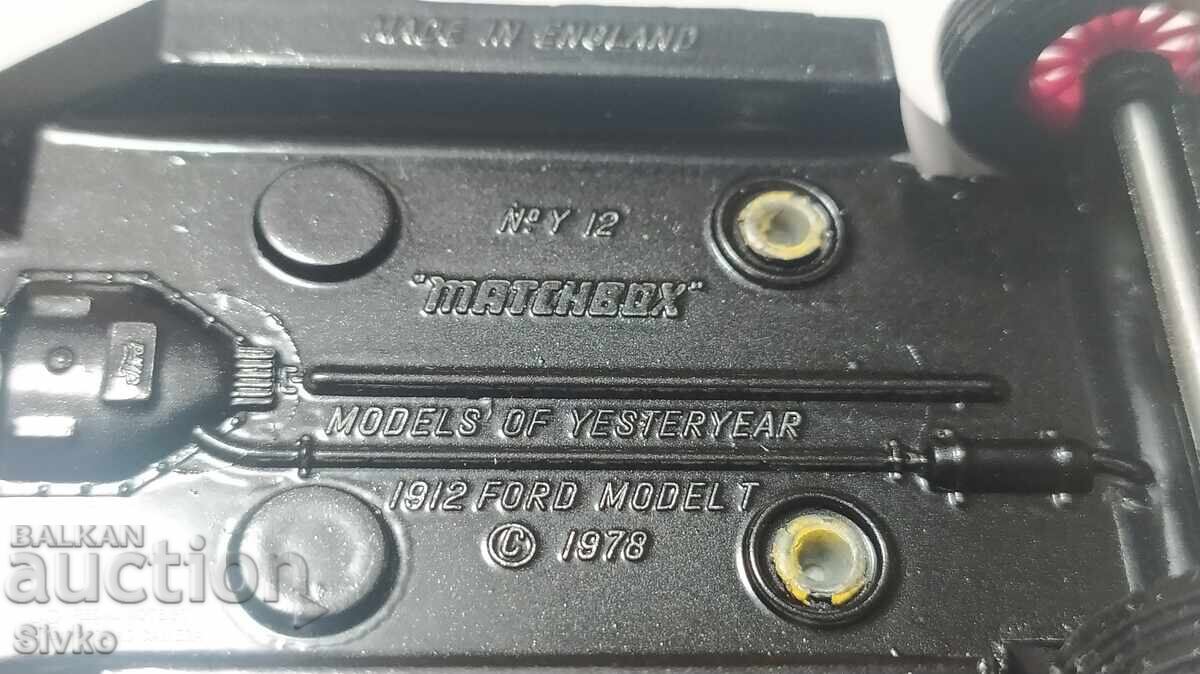 MADE IN ENGLAND
Nº Y 12
"MATCHBOX"
MODELS OF YESTERYEAR
1912 FORD MODEL T
© 1978
BALKAN
auction
Sivko